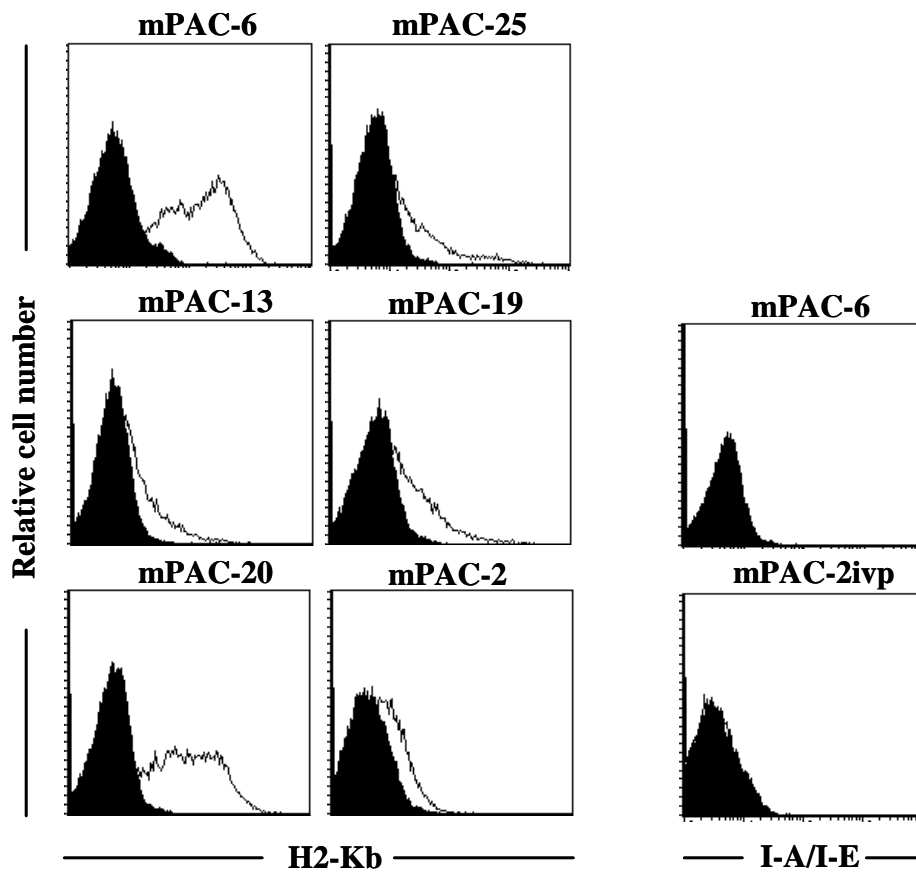 mPAC-6 mPAC-25
mPAC-13 mPAC-19 mPAC-6
mPAC-20 mPAC-2 mPAC-2ivp
Relative cell number
H2-Kb I-A/I-E